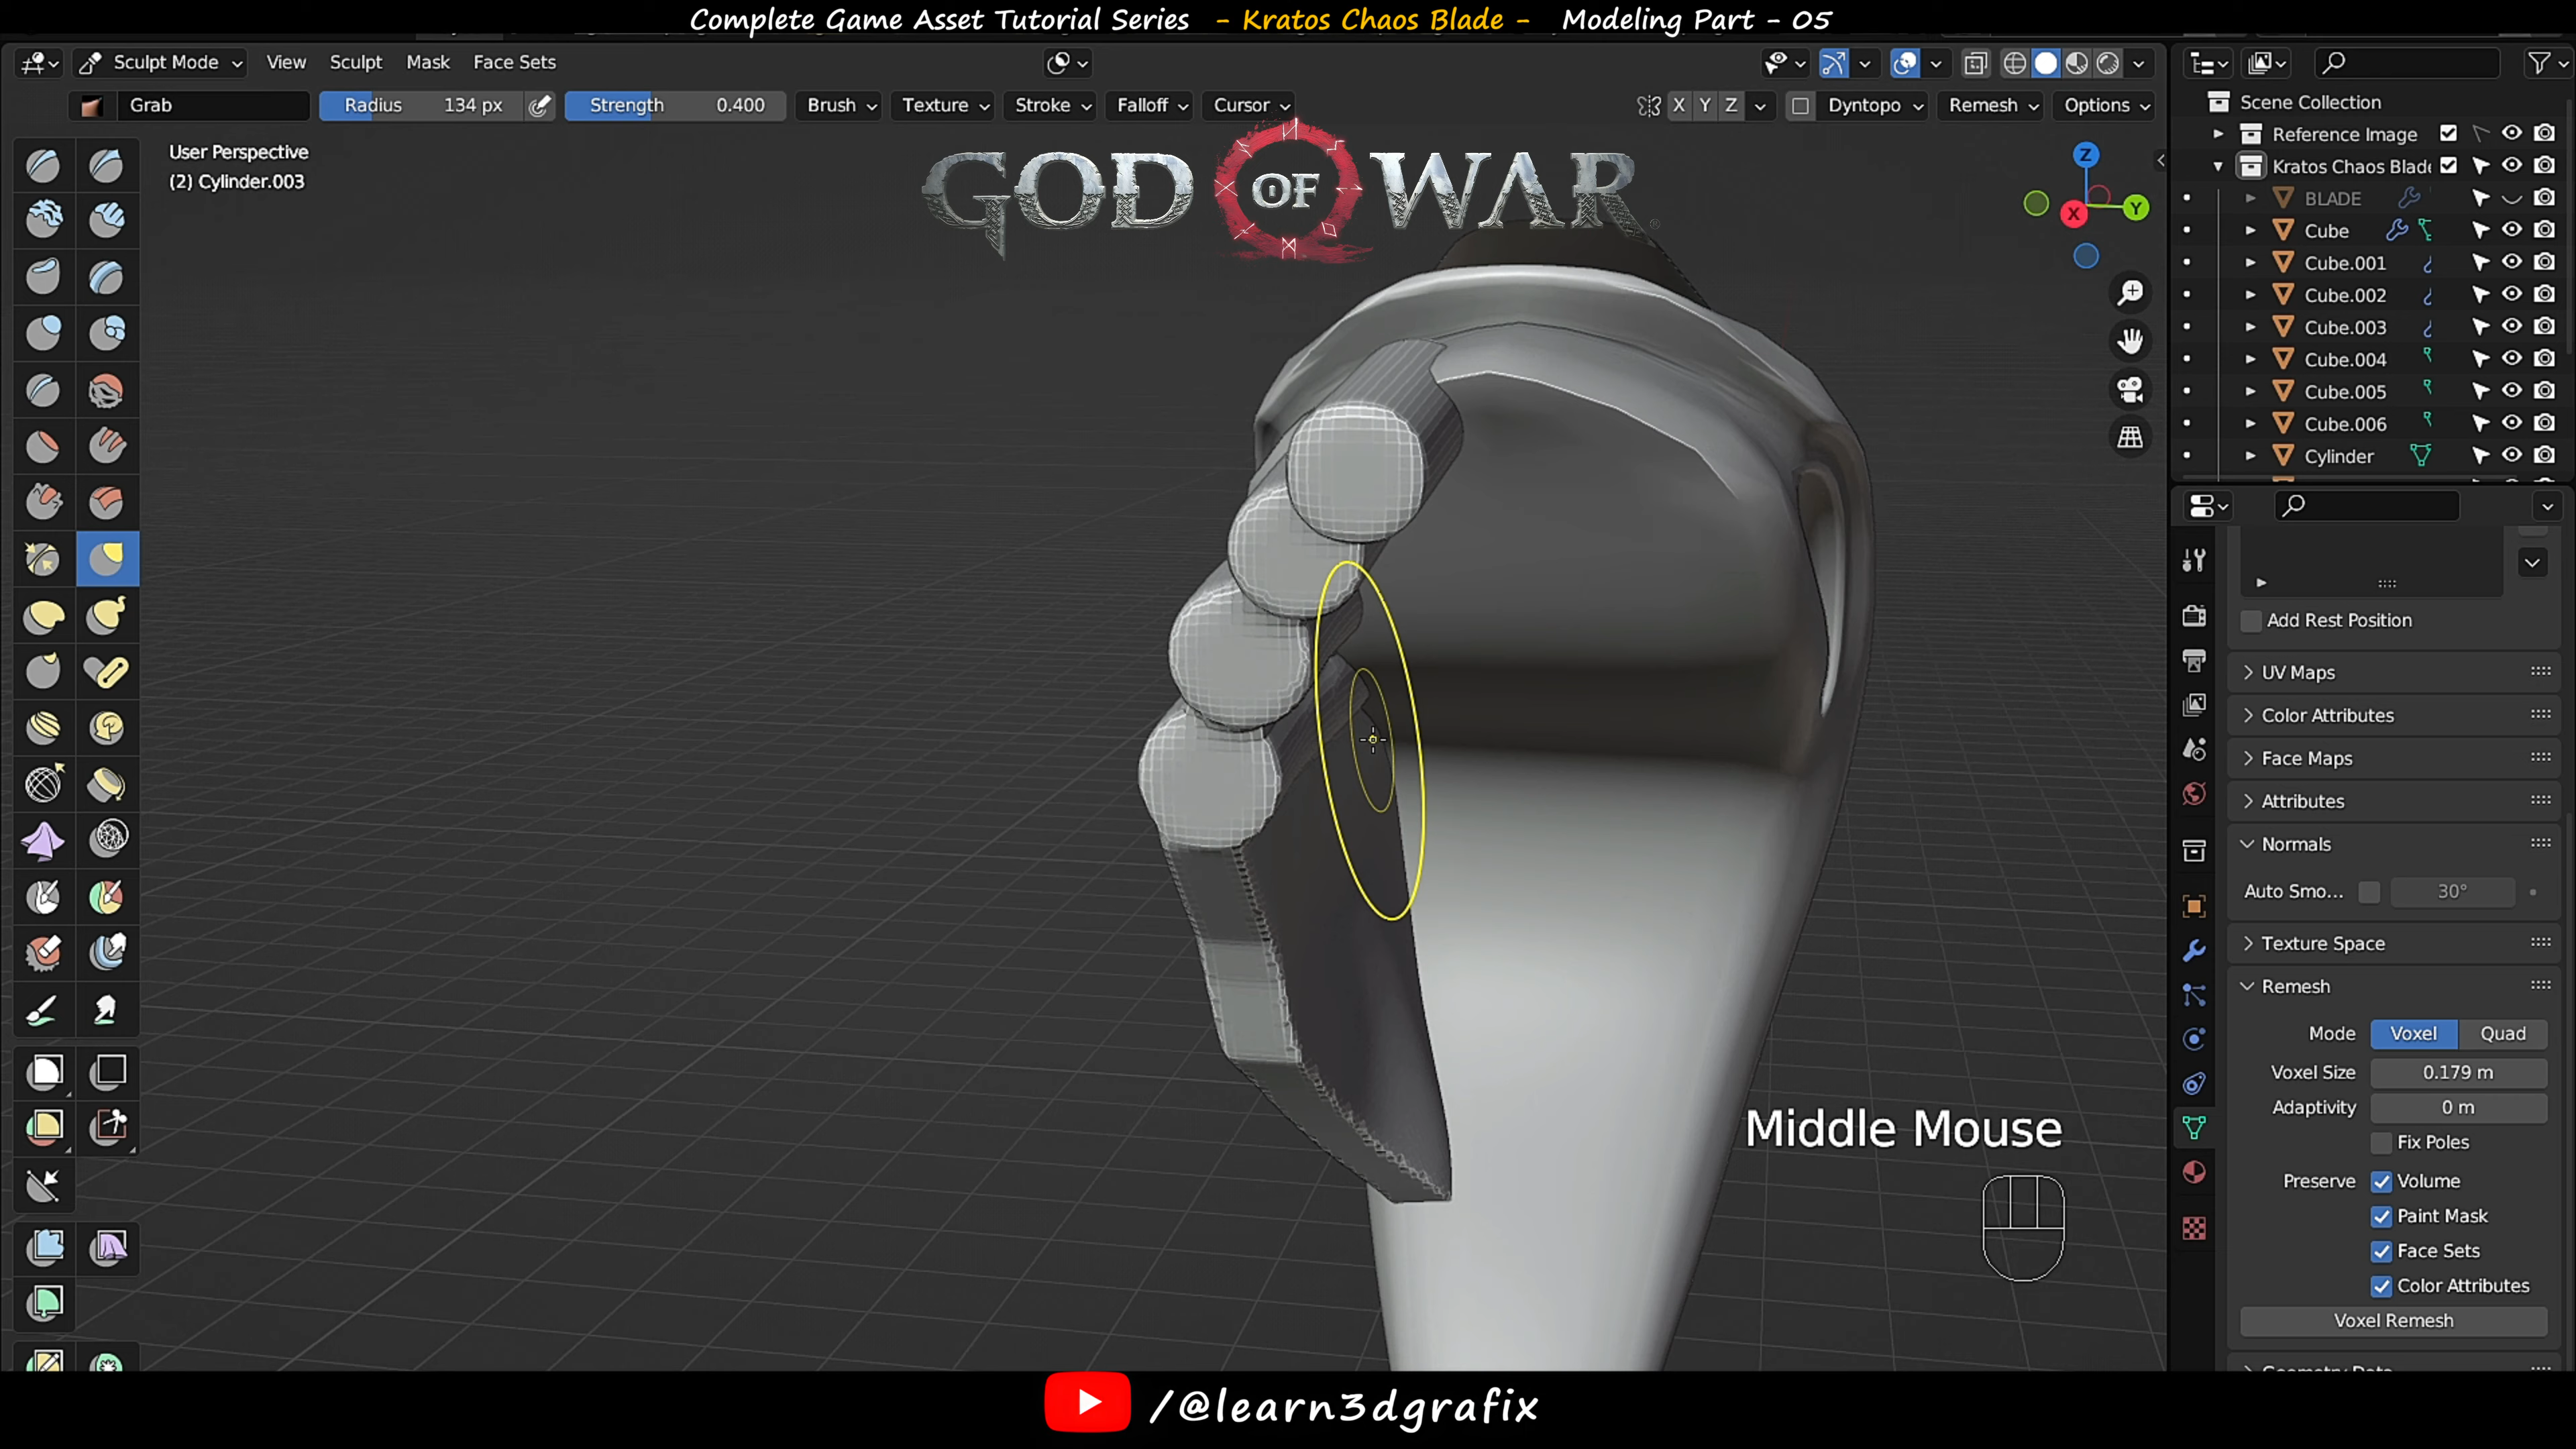 Complete Game Asset Tutorial Series - Kratos Chaos Blade - Modeling Part - 05
Sculpt Mode View Sculpt Mask Face Sets
Grab Radius 134 px Strength 0.400 Brush Texture Stroke Falloff Cursor X Y Z Dyntopo Remesh Options
User Perspective
(2) Cylinder.003
GOD OF WAR
Z
X
Y
Scene Collection
Reference Image
Kratos Chaos Blade
BLADE
Cube
Cube.001
Cube.002
Cube.003
Cube.004
Cube.005
Cube.006
Cylinder
Add Rest Position
UV Maps
Color Attributes
Face Maps
Attributes
Normals
Auto Smo... 30°
Texture Space
Remesh
Mode Voxel Quad
Voxel Size 0.179 m
Adaptivity 0 m
Fix Poles
Preserve Volume
Paint Mask
Face Sets
Color Attributes
Voxel Remesh
Middle Mouse
/@learn3dgrafix